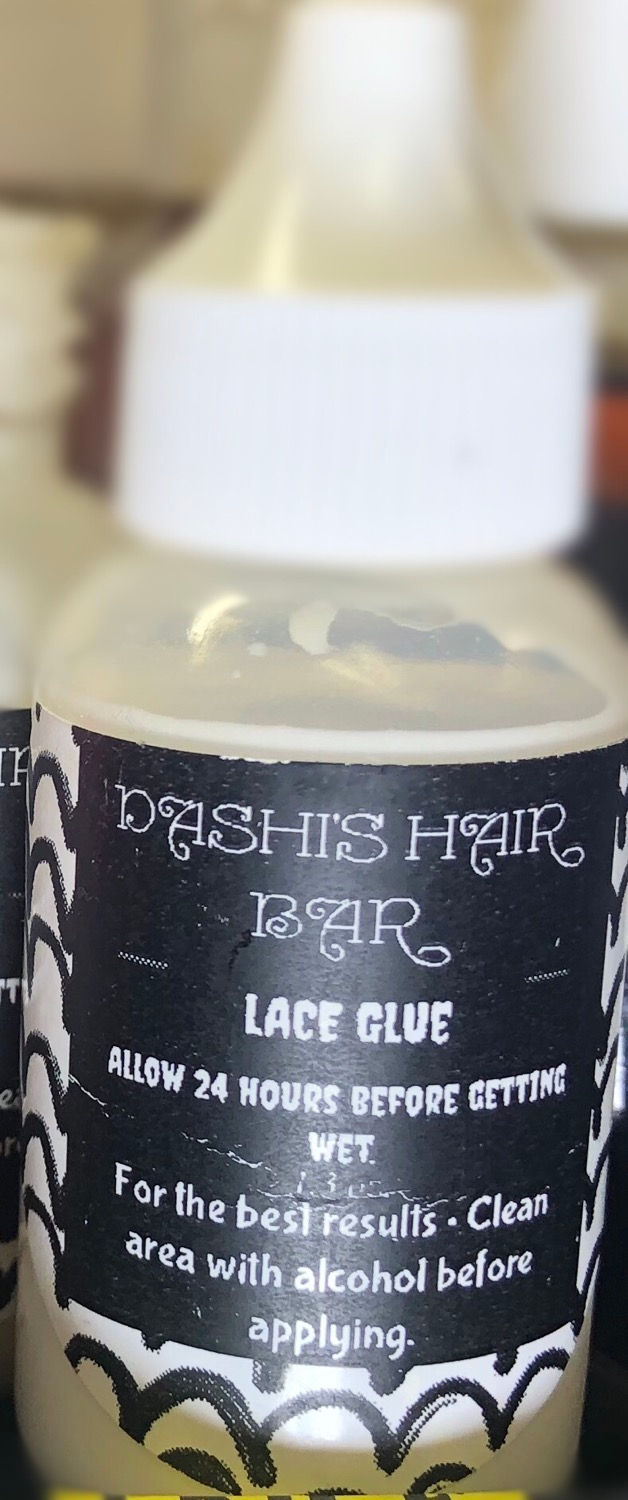 DASHI'S HAIR
BAR
LACE GLUE
ALLOW 24 HOURS BEFORE GETTING
WET.
For the best results · Clean
area with alcohol before
applying.